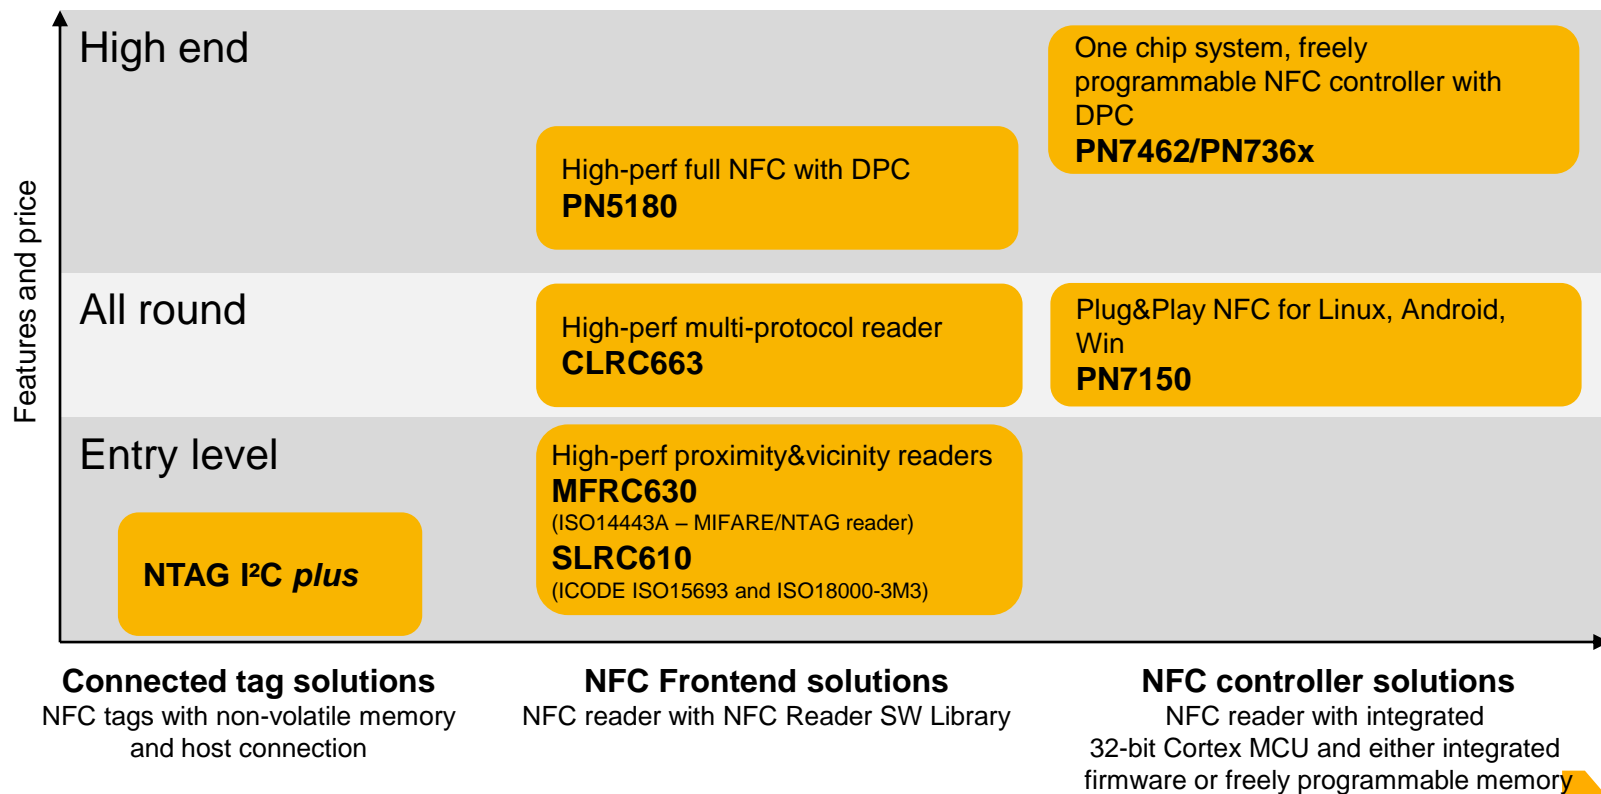 Features and price
High end
One chip system, freely
programmable NFC controller with
DPC
PN7462/PN736x
High-perf full NFC with DPC
PN5180
All round
High-perf multi-protocol reader
CLRC663
Plug&Play NFC for Linux, Android,
Win
PN7150
Entry level
High-perf proximity&vicinity readers
MFRC630
(ISO14443A – MIFARE/NTAG reader)
SLRC610
(ICODE ISO15693 and ISO18000-3M3)
NTAG I²C plus
Connected tag solutions
NFC tags with non-volatile memory
and host connection
NFC Frontend solutions
NFC reader with NFC Reader SW Library
NFC controller solutions
NFC reader with integrated
32-bit Cortex MCU and either integrated
firmware or freely programmable memory